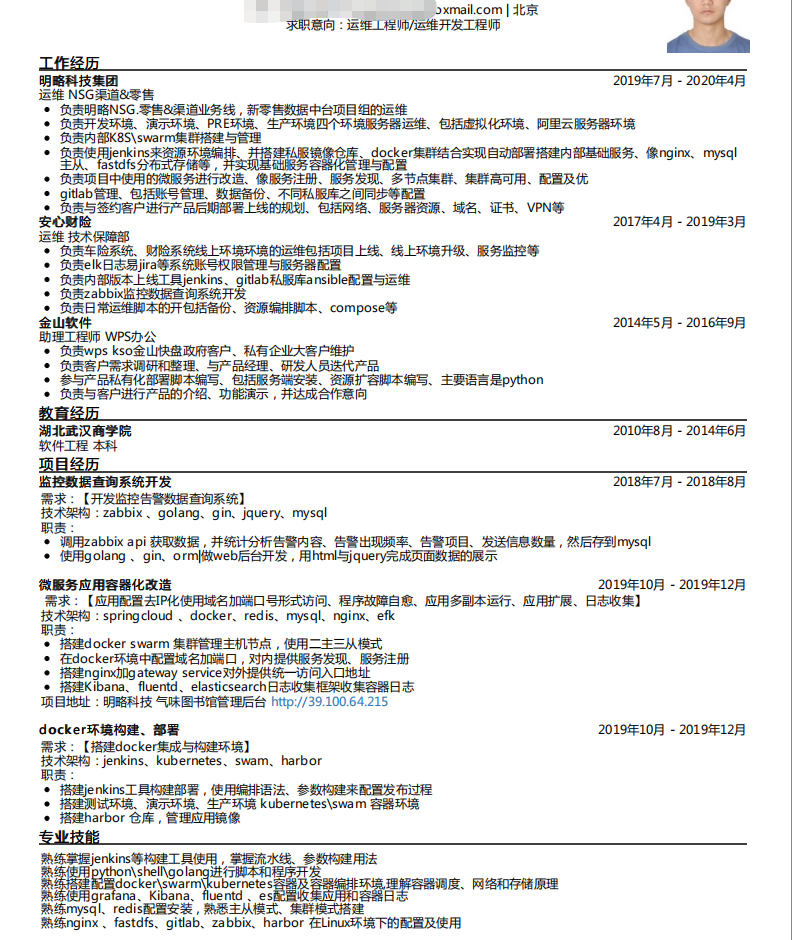 oxmail.com | 北京
求职意向：运维工程师/运维开发工程师
工作经历
明略科技集团 2019年7月 - 2020年4月
运维 NSG渠道&零售
• 负责明略NSG.零售&渠道业务线，新零售数据中台项目组的运维
• 负责开发环境、演示环境、PRE环境、生产环境四个环境服务器运维、包括虚拟化环境、阿里云服务器环境
• 负责内部K8S\swarm集群搭建与管理
• 负责使用jenkins来资源环境编排、并搭建私服镜像仓库、docker集群结合实现自动部署搭建内部基础服务、像nginx、mysql
主从、fastdfs分布式存储等，并实现基础服务容器化管理与配置
• 负责项目中使用的微服务进行改造、像服务注册、服务发现、多节点集群、集群高可用、配置及优
• gitlab管理、包括账号管理、数据备份、不同私服库之间同步等配置
• 负责与签约客户进行产品后期部署上线的规划、包括网络、服务器资源、域名、证书、VPN等
安心财险 2017年4月 - 2019年3月
运维 技术保障部
• 负责车险系统、财险系统线上环境环境的运维包括项目上线、线上环境升级、服务监控等
• 负责elk日志易jira等系统账号权限管理与服务器配置
• 负责内部版本上线工具jenkins、gitlab私服库ansible配置与运维
• 负责zabbix监控数据查询系统开发
• 负责日常运维脚本的开包括备份、资源编排脚本、compose等
金山软件 2014年5月 - 2016年9月
助理工程师 WPS办公
• 负责wps kso金山快盘政府客户、私有企业大客户维护
• 负责客户需求调研和整理、与产品经理、研发人员迭代产品
• 参与产品私有化部署脚本编写、包括服务端安装、资源扩容脚本编写、主要语言是python
• 负责与客户进行产品的介绍、功能演示，并达成合作意向
教育经历
湖北武汉商学院 2010年8月 - 2014年6月
软件工程 本科
项目经历
监控数据查询系统开发 2018年7月 - 2018年8月
需求：【开发监控告警数据查询系统】
技术架构：zabbix 、golang、gin、jquery、mysql
职责：
• 调用zabbix api 获取数据，并统计分析告警内容、告警出现频率、告警项目、发送信息数量，然后存到mysql
• 使用golang 、gin、orm|做web后台开发，用html与jquery完成页面数据的展示
微服务应用容器化改造 2019年10月 - 2019年12月
需求：【应用配置去IP化使用域名加端口号形式访问、程序故障自愈、应用多副本运行、应用扩展、日志收集】
技术架构：springcloud 、docker、redis、mysql、nginx、efk
职责：
• 搭建docker swarm 集群管理主机节点，使用二主三从模式
• 在docker环境中配置域名加端口，对内提供服务发现、服务注册
• 搭建nginx加gateway service对外提供统一访问入口地址
• 搭建Kibana、fluentd、elasticsearch日志收集框架收集容器日志
项目地址：明略科技 气味图书馆管理后台 http://39.100.64.215
docker环境构建、部署 2019年10月 - 2019年12月
需求：【搭建docker集成与构建环境】
技术架构：jenkins、kubernetes、swam、harbor
职责：
• 搭建jenkins工具构建部署，使用编排语法、参数构建来配置发布过程
• 搭建测试环境、演示环境、生产环境 kubernetes\swam 容器环境
• 搭建harbor 仓库，管理应用镜像
专业技能
熟练掌握jenkins等构建工具使用，掌握流水线、参数构建用法
熟练使用python\shell\golang进行脚本和程序开发
熟练搭建配置docker\swarm\kubernetes容器及容器编排环境,理解容器调度、网络和存储原理
熟练使用grafana、Kibana、fluentd 、es配置收集应用和容器日志
熟练mysql、redis配置安装，熟悉主从模式、集群模式搭建
熟练nginx 、fastdfs、gitlab、zabbix、harbor 在Linux环境下的配置及使用